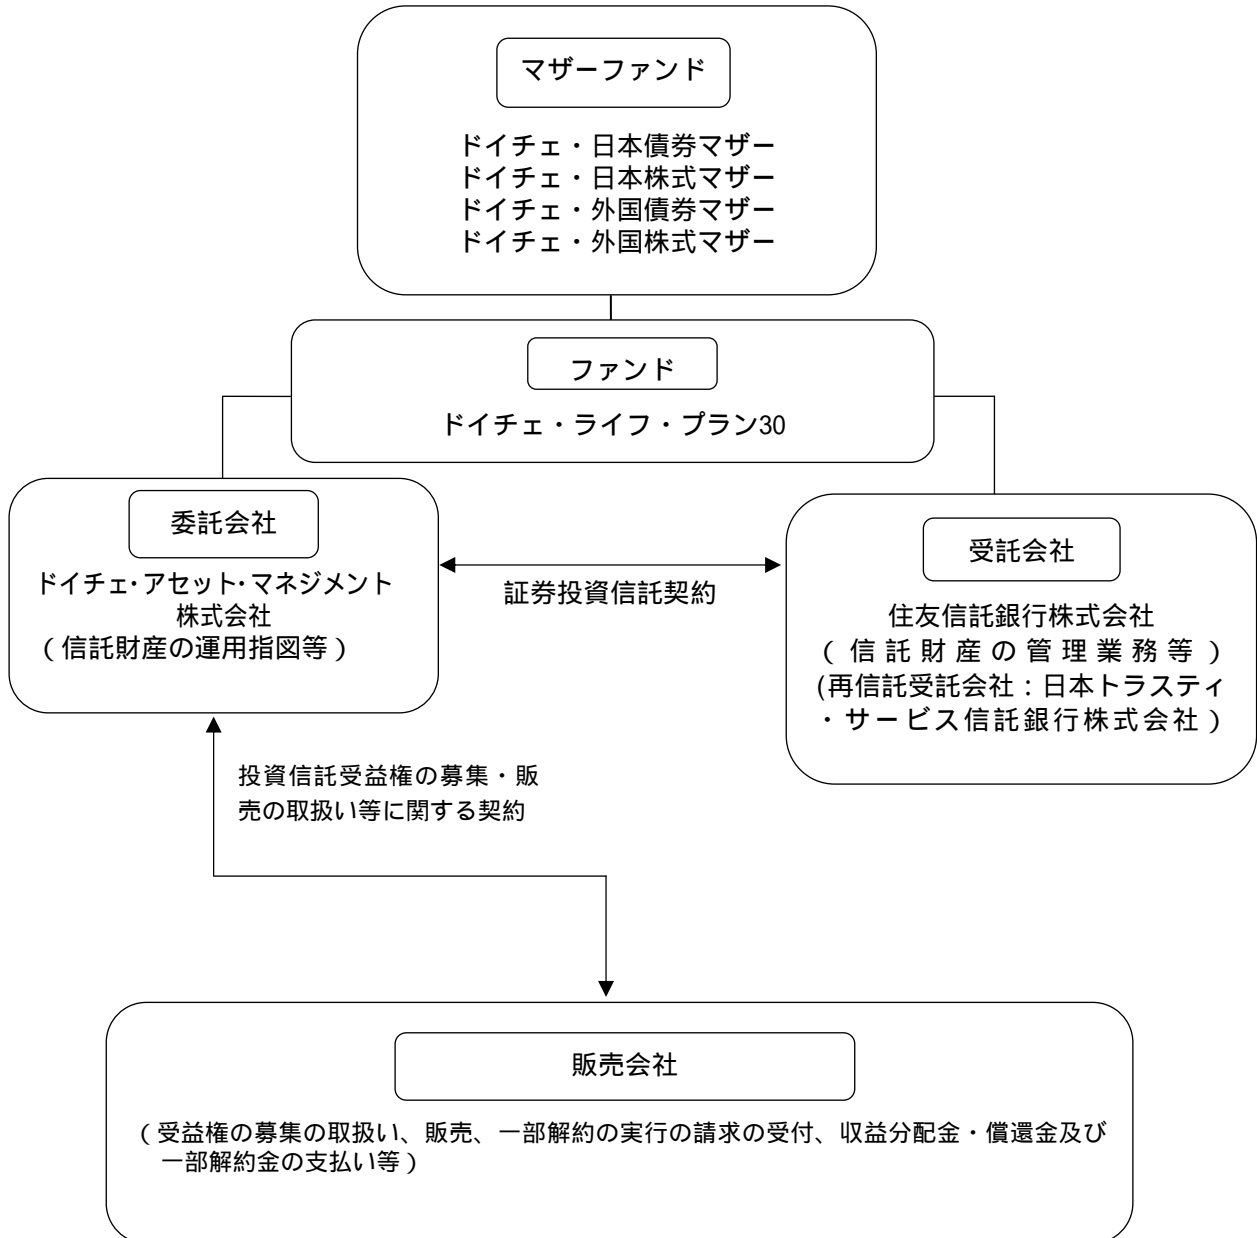 マザーファンド
ドイチェ・日本債券マザー
ドイチェ・日本株式マザー
ドイチェ・外国債券マザー
ドイチェ・外国株式マザー
ファンド
ドイチェ・ライフ・プラン30
委託会社
ドイチェ・アセット・マネジメント
株式会社
(信託財産の運用指図等)
証券投資信託契約
受託会社
住友信託銀行株式会社
(信託財産の管理業務等)
(再信託受託会社:日本トラスティ
・サービス信託銀行株式会社)
投資信託受益権の募集・販
売の取扱い等に関する契約
販売会社
(受益権の募集の取扱い、販売、一部解約の実行の請求の受付、収益分配金・償還金及び
一部解約金の支払い等)